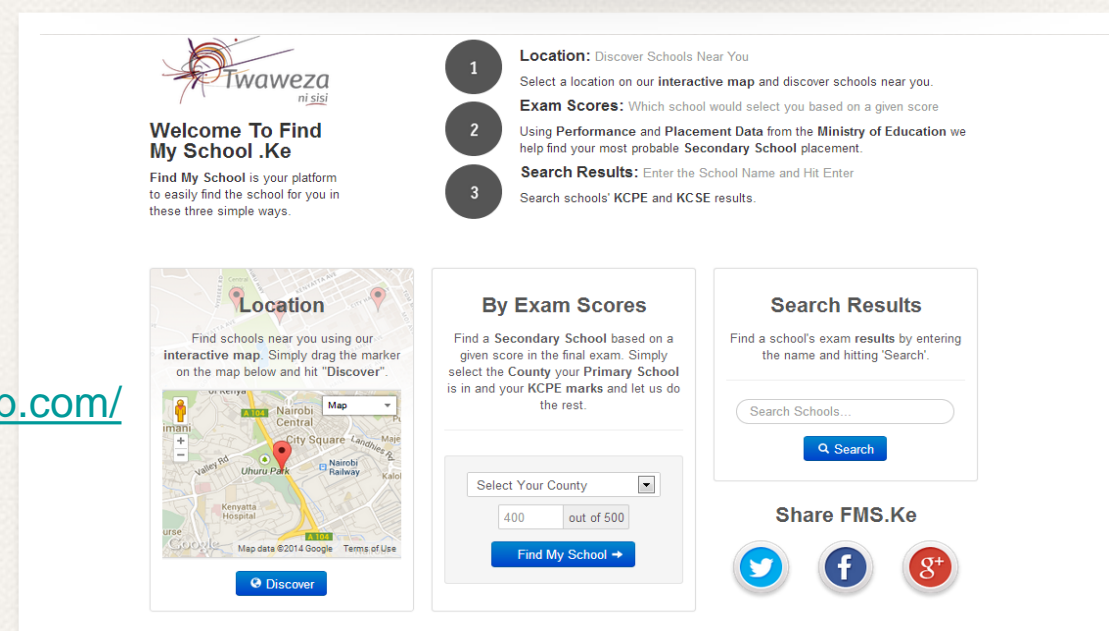 Twaweza
ni sisi
Welcome To Find
My School .Ke
Find My School is your platform
to easily find the school for you in
these three simple ways.
1
Location: Discover Schools Near You
Select a location on our interactive map and discover schools near you.
2
Exam Scores: Which school would select you based on a given score
Using Performance and Placement Data from the Ministry of Education we
help find your most probable Secondary School placement.
3
Search Results: Enter the School Name and Hit Enter
Search schools' KCPE and KCSE results.
o.com/
Location
Find schools near you using our
interactive map. Simply drag the marker
on the map below and hit "Discover".
of Kenya
A 104
Nairobi
Central
Map
City Square
Landhies Rd
Valley Rd
Uhuru Park
Nairobi
Railway
Kenyatta
Hospital
A 104
Google
Map data ©2014 Google
Terms of Use
Discover
By Exam Scores
Find a Secondary School based on a
given score in the final exam. Simply
select the County your Primary School
is in and your KCPE marks and let us do
the rest.
Select Your County
400
out of 500
Find My School
Search Results
Find a school's exam results by entering
the name and hitting 'Search'.
Search Schools...
Search
Share FMS.Ke
f
g+